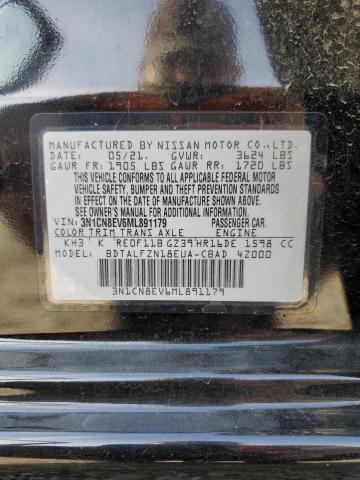 MANUFACTURED BY NISSAN MOTOR CO.,LTD.
DATE: 05/21. GVWR: 3624 LBS
GAWR FR: 1905 LBS GAWR RR: 1720 LBS
THIS VEHICLE CONFORMS TO ALL APPLICABLE FEDERAL MOTOR
VEHICLE SAFETY, BUMPER AND THEFT PREVENTION STANDARDS
IN EFFECT ON THE DATE OF MANUFACTURE SHOWN ABOVE.
SEE OWNER'S MANUAL FOR ADDITIONAL INFORMATION.
VIN: 3N1CN8EV6ML891179 PASSENGER CAR
COLOR TRIM TRANS AXLE ENGINE
KH3 K RE0F11B GZ39 HR16DE 1598 CC
BDTALFZN18EUA-CBAD 4Z000
3N1CN8EV6ML891179